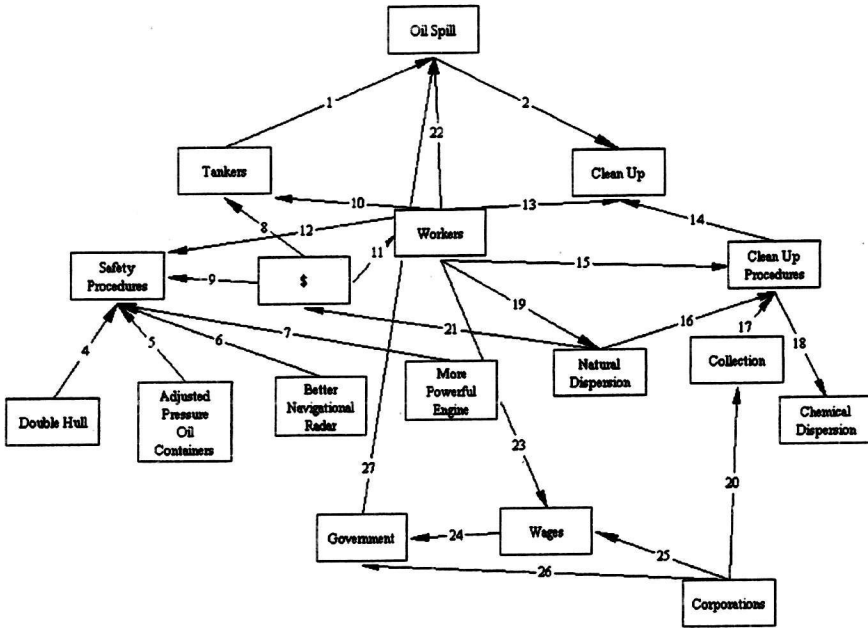 Oil Spill
1
2
22
Tankers
Clean Up
10
13
8
12
Workers
14
11
Safety
Procedures
9
$
15
Clean Up
Procedures
19
21
16
17
4
5
6
7
18
Natural
Dispersion
Collection
More
Powerful
Engine
Better
Navigational
Radar
Adjusted
Pressure
Oil
Containers
Double Hull
Chemical
Dispersion
23
27
20
Government
24
Wages
25
26
Corporations